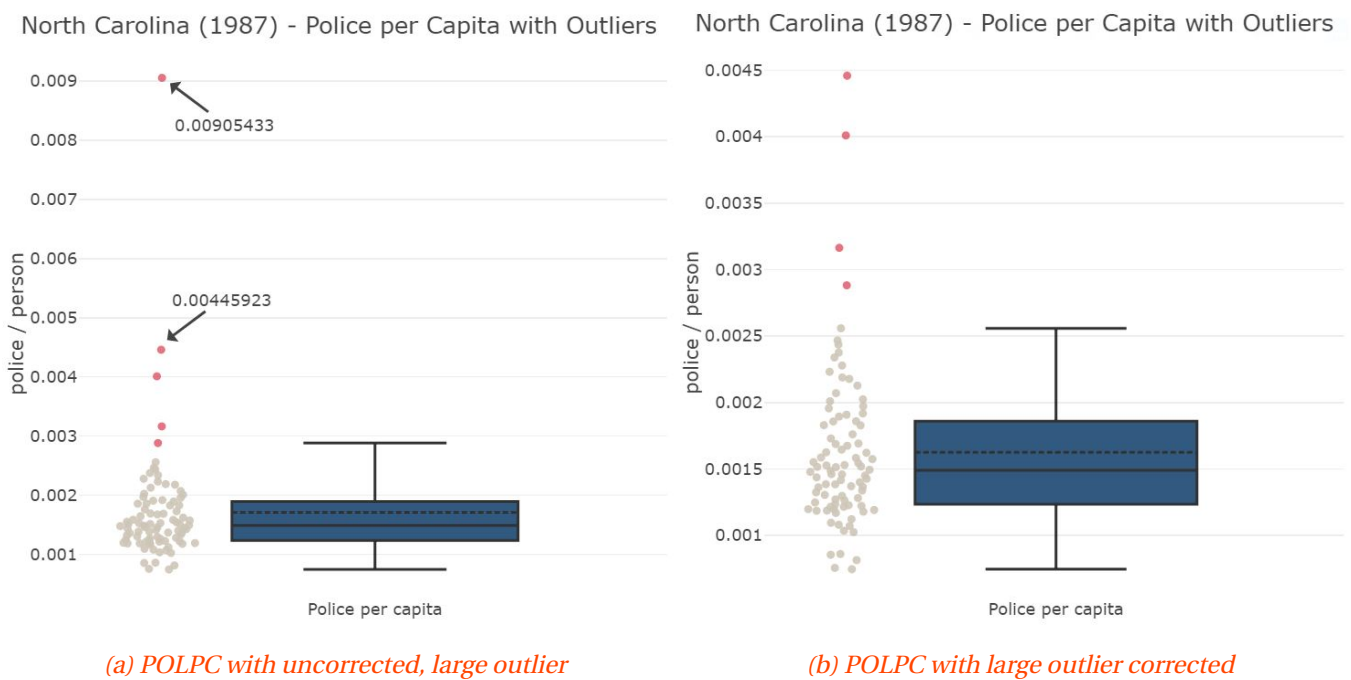 North Carolina (1987) - Police per Capita with Outliers
0.009
0.00905433
0.008
0.007
0.006
0.00445923
0.005
0.004
0.003
0.002
0.001
police / person
Police per capita
(a) POLPC with uncorrected, large outlier
North Carolina (1987) - Police per Capita with Outliers
0.0045
0.004
0.0035
0.003
0.0025
0.002
0.0015
0.001
police / person
Police per capita
(b) POLPC with large outlier corrected